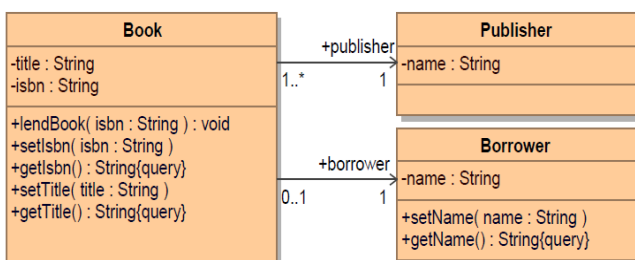 Book
-title : String
-isbn : String
+lendBook( isbn : String ) : void
+setIsbn( isbn : String )
+getIsbn() : String{query}
+setTitle( title : String )
+getTitle() : String{query}
+publisher
1..*
1
Publisher
-name : String
+borrower
0..1
1
Borrower
-name : String
+setName( name : String )
+getName() : String{query}